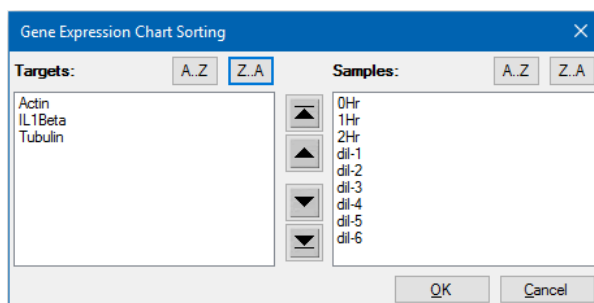 Gene Expression Chart Sorting
Targets: A..Z Z..A Samples: A..Z Z..A
Actin
IL1Beta
Tubulin
0Hr
1Hr
2Hr
dil-1
dil-2
dil-3
dil-4
dil-5
dil-6
OK Cancel